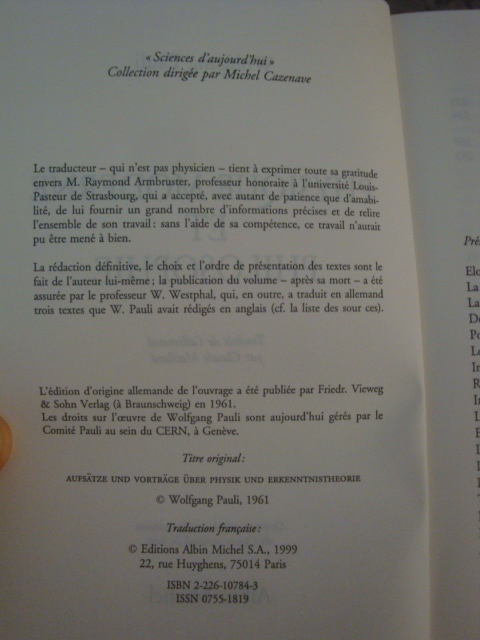 « Sciences d'aujourd'hui »
Collection dirigée par Michel Cazenave
Le traducteur – qui n'est pas physicien – tient à exprimer toute sa gratitude
envers M. Raymond Armbruster, professeur honoraire à l'université Louis-
Pasteur de Strasbourg, qui a accepté, avec autant de patience que d'amabi-
lité, de lui fournir un grand nombre d'informations précises et de relire
l'ensemble de son travail : sans l'aide de sa compétence, ce travail n'aurait
pu être mené à bien.
La rédaction définitive, le choix et l'ordre de présentation des textes sont le
fait de l'auteur lui-même ; la publication du volume – après sa mort – a été
assurée par le professeur W. Westphal, qui, en outre, a traduit en allemand
trois textes que W. Pauli avait rédigés en anglais (cf. la liste des sour ces).
L'édition d'origine allemande de l'ouvrage a été publiée par Friedr. Vieweg
& Sohn Verlag (à Braunschweig) en 1961.
Les droits sur l'œuvre de Wolfgang Pauli sont aujourd'hui gérés par le
Comité Pauli au sein du CERN, à Genève.
Titre original :
AUFSÄTZE UND VORTRÄGE ÜBER PHYSIK UND ERKENNTNISTHEORIE
© Wolfgang Pauli, 1961
Traduction française :
© Editions Albin Michel S.A., 1999
22, rue Huyghens, 75014 Paris
ISBN 2-226-10784-3
ISSN 0755-1819
Pré
Elo
La
La
De
Po
Le
In
R
In